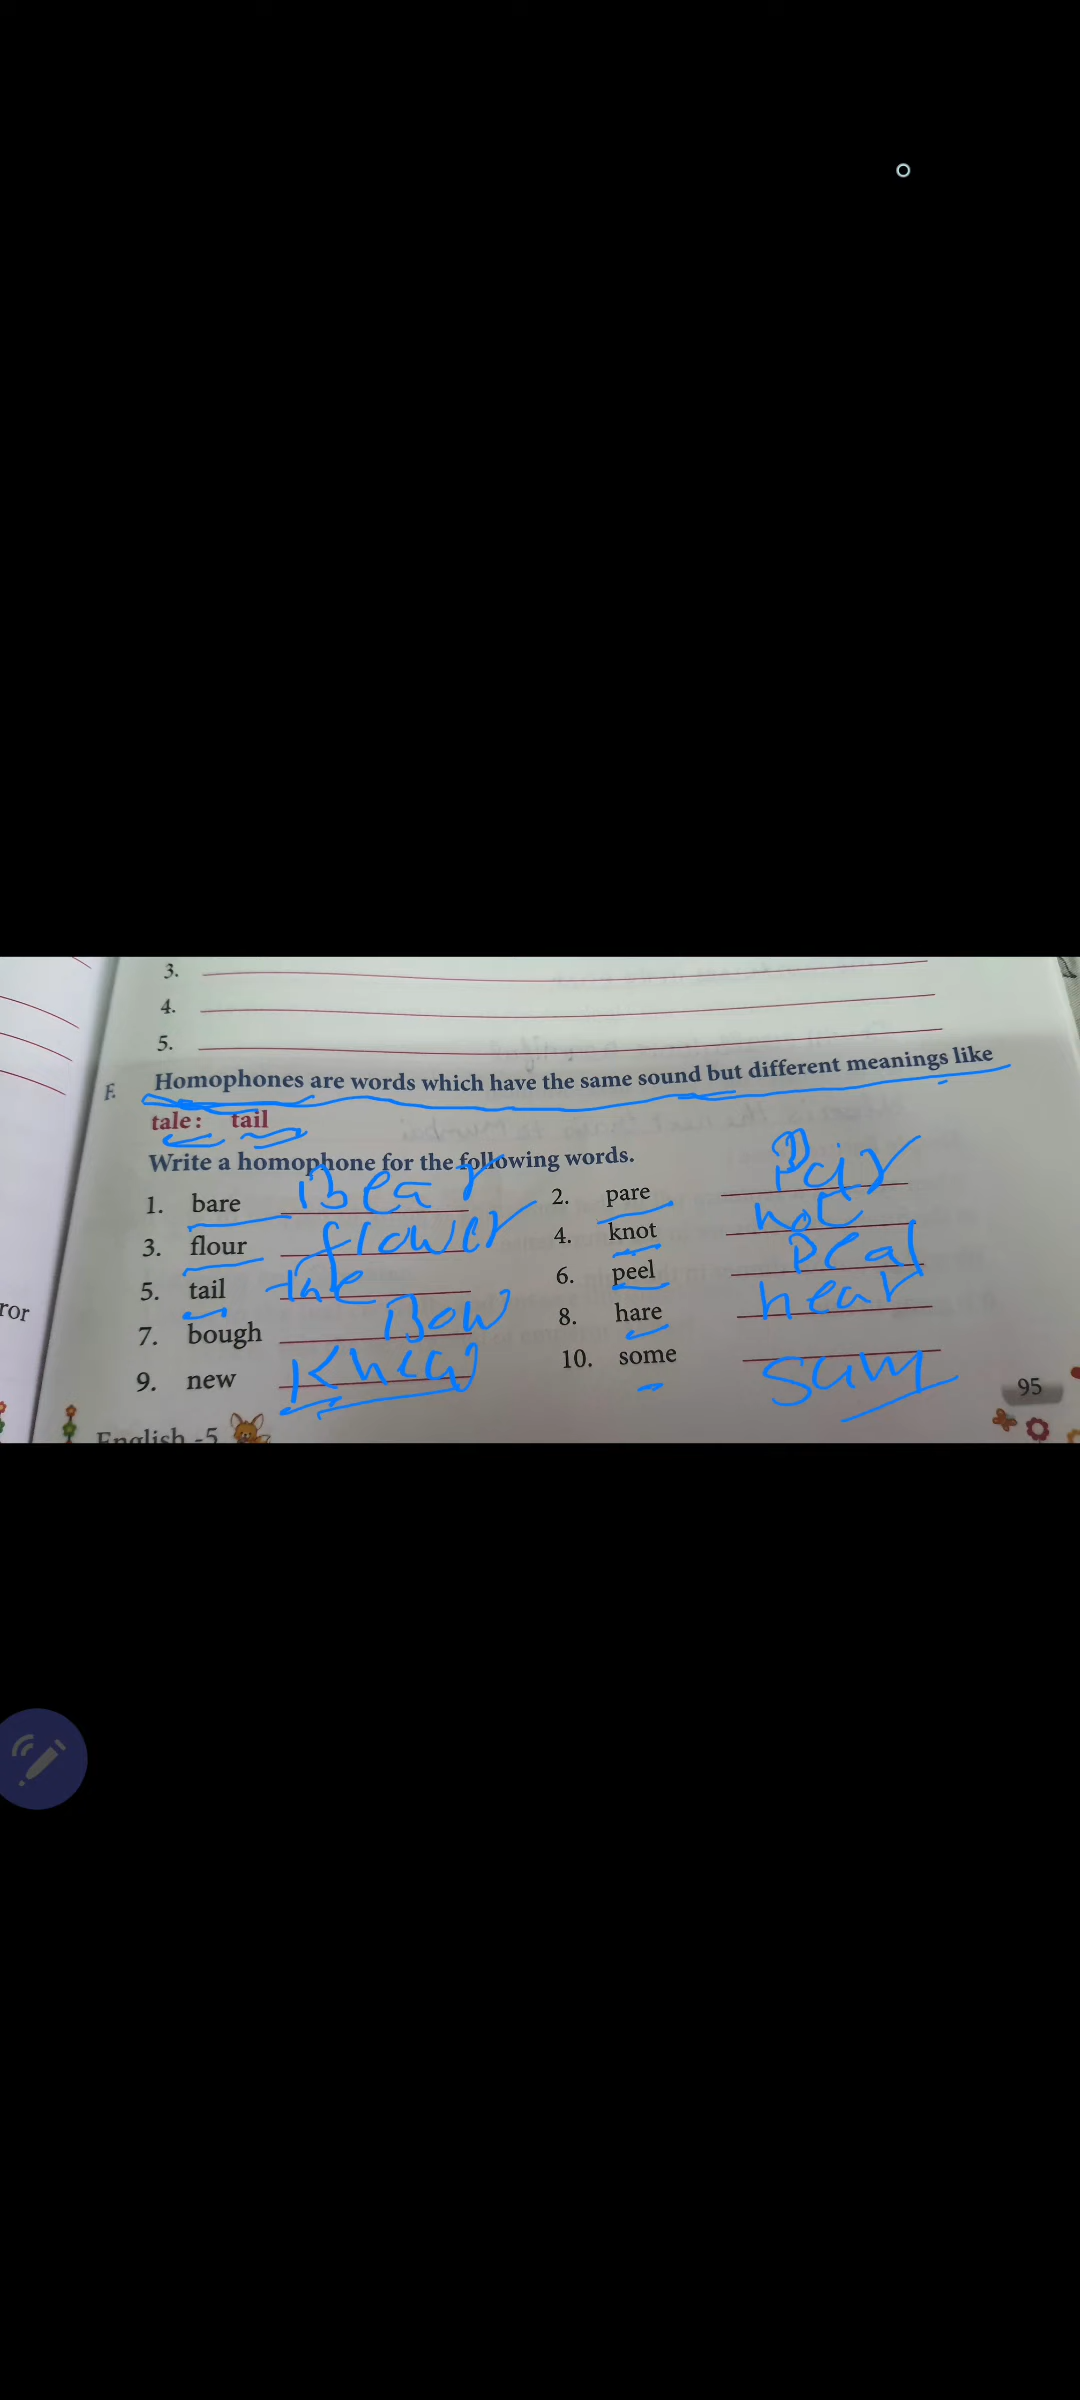 3.
4.
5.
F. Homophones are words which have the same sound but different meanings like
tale: tail
Write a homophone for the following words.
1. bare Bear 2. pare Pair
3. flour flower 4. knot not
5. tail 6. peel peal
7. bough Bow 8. hare hear
9. new Knew 10. some sum
ror
95
English -5